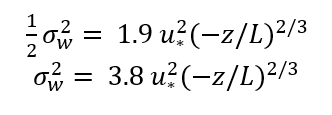 ½ σ_w² = 1.9 u_*² (−z/L)^{2/3}
σ_w² = 3.8 u_*² (−z/L)^{2/3}